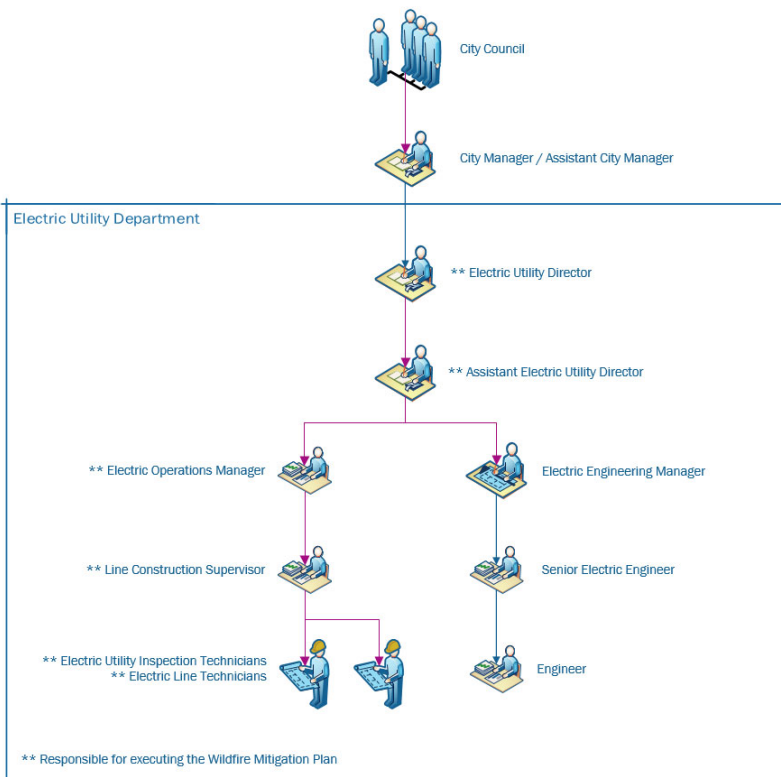 City Council
City Manager / Assistant City Manager
Electric Utility Department
** Electric Utility Director
** Assistant Electric Utility Director
** Electric Operations Manager
Electric Engineering Manager
** Line Construction Supervisor
Senior Electric Engineer
** Electric Utility Inspection Technicians
** Electric Line Technicians
Engineer
** Responsible for executing the Wildfire Mitigation Plan